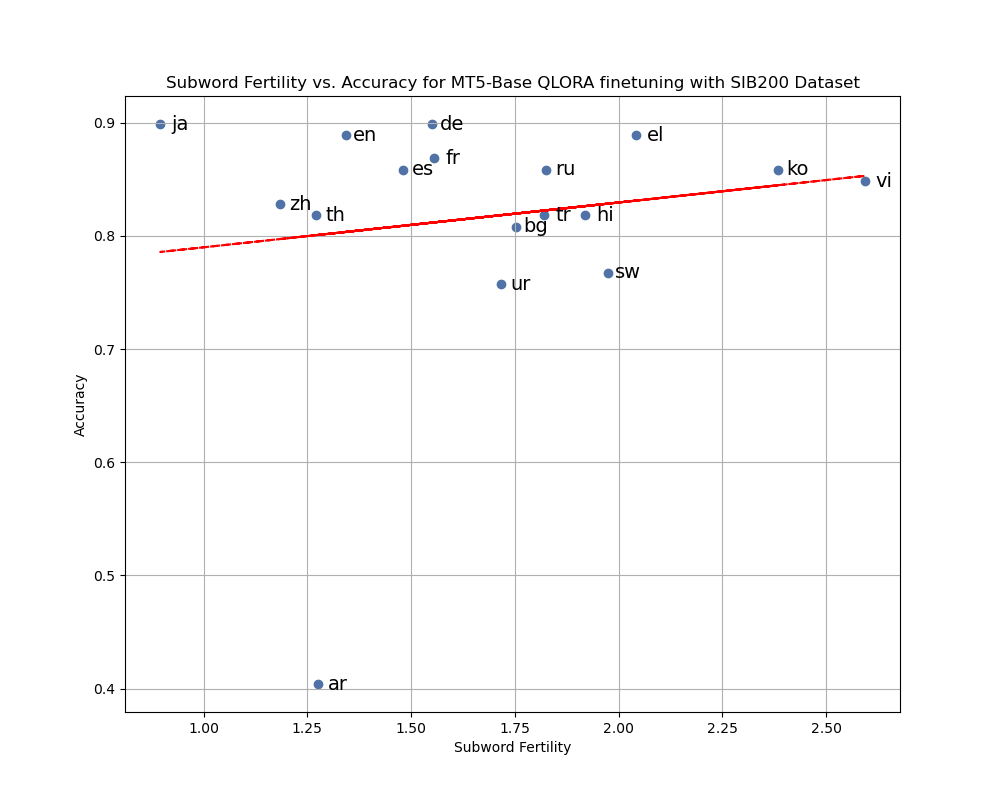 Subword Fertility vs. Accuracy for MT5-Base QLORA finetuning with SIB200 Dataset
0.9
ja
en
de
el
fr
es
ru
ko
vi
zh
th
tr
hi
0.8
bg
ur
sw
0.7
Accuracy
0.6
0.5
0.4
ar
1.00 1.25 1.50 1.75 2.00 2.25 2.50
Subword Fertility